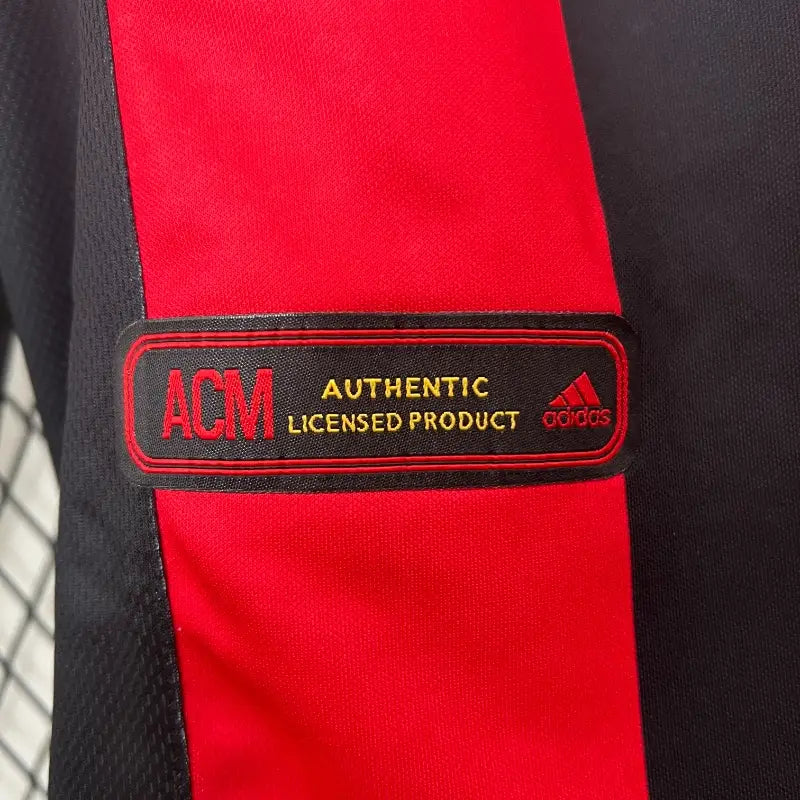 ACM
AUTHENTIC
LICENSED PRODUCT
adidas